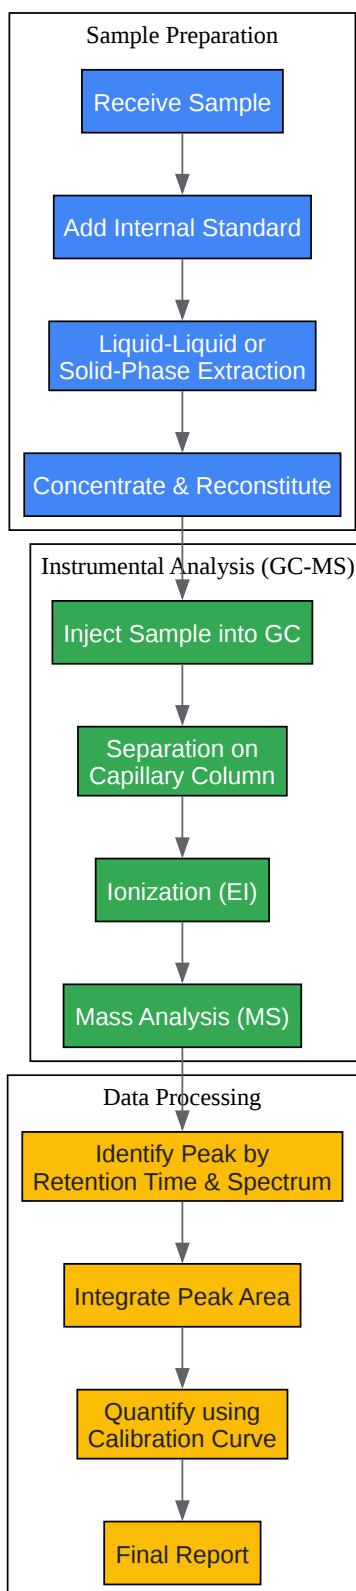 Sample Preparation
Receive Sample
Add Internal Standard
Liquid-Liquid or
Solid-Phase Extraction
Concentrate & Reconstitute
Instrumental Analysis (GC-MS)
Inject Sample into GC
Separation on
Capillary Column
Ionization (EI)
Mass Analysis (MS)
Data Processing
Identify Peak by
Retention Time & Spectrum
Integrate Peak Area
Quantify using
Calibration Curve
Final Report